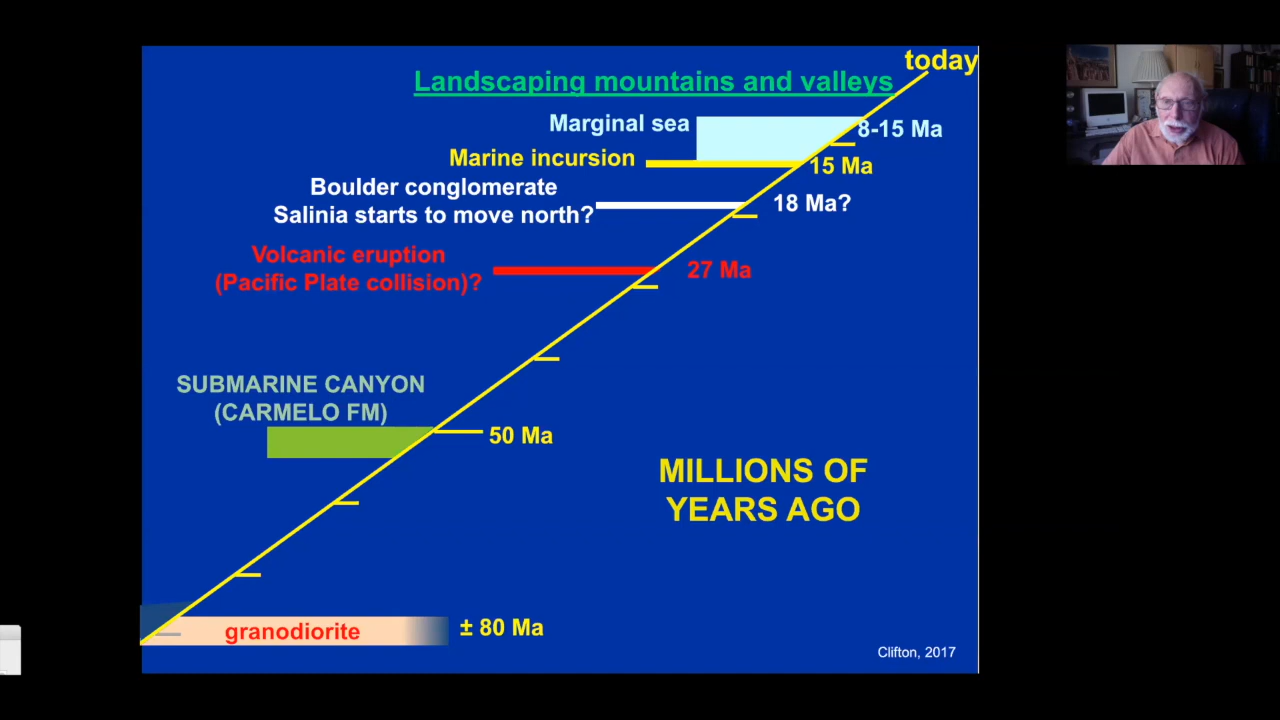 today
Landscaping mountains and valleys
Marginal sea
8-15 Ma
Marine incursion
15 Ma
Boulder conglomerate
Salinia starts to move north?
18 Ma?
Volcanic eruption
(Pacific Plate collision)?
27 Ma
SUBMARINE CANYON
(CARMELO FM)
50 Ma
MILLIONS OF
YEARS AGO
granodiorite
± 80 Ma
Clifton, 2017